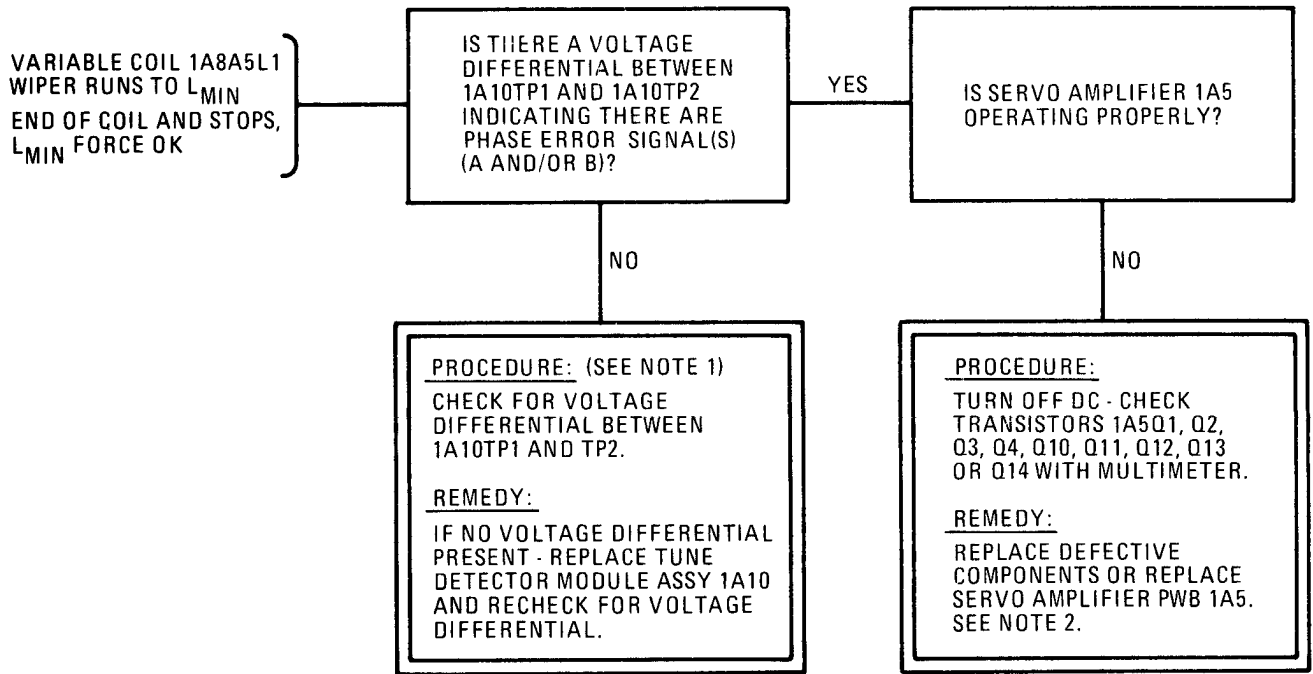 VARIABLE COIL 1A8A5L1
WIPER RUNS TO LMIN
END OF COIL AND STOPS,
LMIN FORCE OK
IS THERE A VOLTAGE
DIFFERENTIAL BETWEEN
1A10TP1 AND 1A10TP2
INDICATING THERE ARE
PHASE ERROR SIGNAL(S)
(A AND/OR B)?
YES
IS SERVO AMPLIFIER 1A5
OPERATING PROPERLY?
NO
NO
PROCEDURE: (SEE NOTE 1)
CHECK FOR VOLTAGE
DIFFERENTIAL BETWEEN
1A10TP1 AND TP2.
REMEDY:
IF NO VOLTAGE DIFFERENTIAL
PRESENT - REPLACE TUNE
DETECTOR MODULE ASSY 1A10
AND RECHECK FOR VOLTAGE
DIFFERENTIAL.
PROCEDURE:
TURN OFF DC - CHECK
TRANSISTORS 1A5Q1, Q2,
Q3, Q4, Q10, Q11, Q12, Q13
OR Q14 WITH MULTIMETER.
REMEDY:
REPLACE DEFECTIVE
COMPONENTS OR REPLACE
SERVO AMPLIFIER PWB 1A5.
SEE NOTE 2.